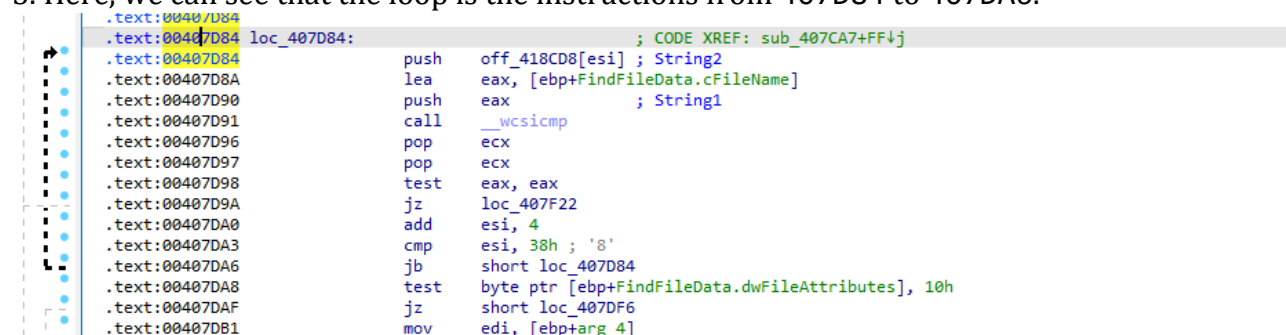 3. Here, we can see that the loop is the instructions from 407D84 to 407DA8.
.text:00407D84
.text:00407D84 loc_407D84: ; CODE XREF: sub_407CA7+FF↓j
.text:00407D84 push off_418CD8[esi] ; String2
.text:00407D8A lea eax, [ebp+FindFileData.cFileName]
.text:00407D90 push eax ; String1
.text:00407D91 call __wcsicmp
.text:00407D96 pop ecx
.text:00407D97 pop ecx
.text:00407D98 test eax, eax
.text:00407D9A jz loc_407F22
.text:00407DA0 add esi, 4
.text:00407DA3 cmp esi, 38h ; '8'
.text:00407DA6 jb short loc_407D84
.text:00407DA8 test byte ptr [ebp+FindFileData.dwFileAttributes], 10h
.text:00407DAF jz short loc_407DF6
.text:00407DB1 mov edi, [ebp+arg_4]